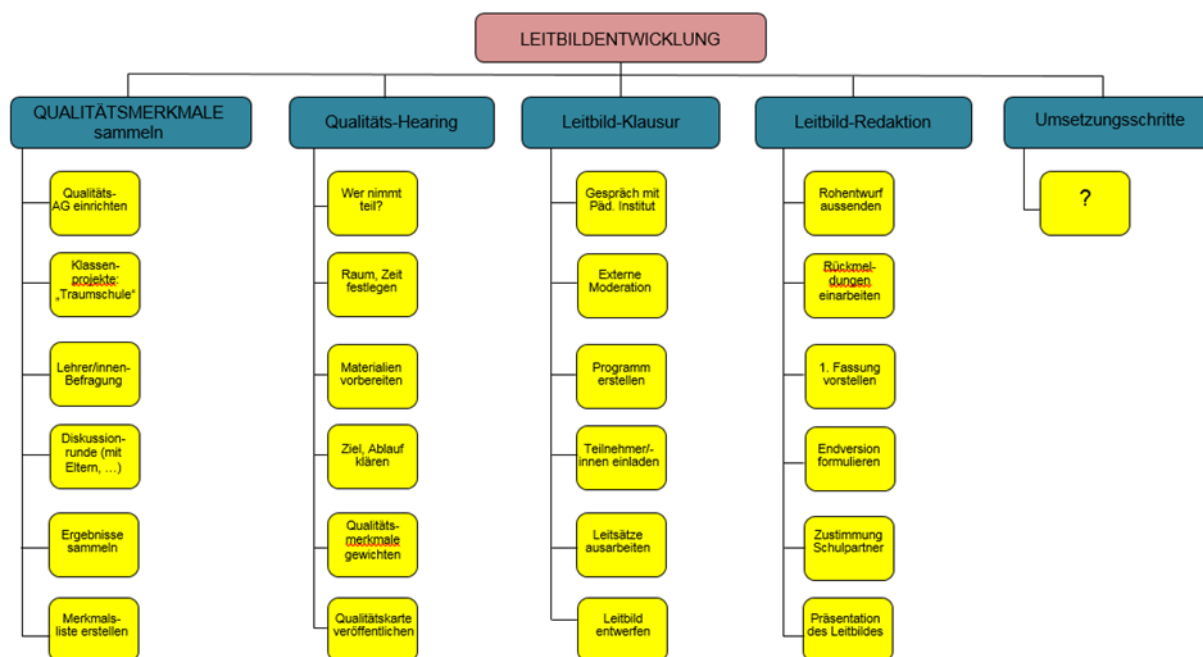 LEITBILDENTWICKLUNG
QUALITÄTSMERKMALE
sammeln
Qualitäts-
AG einrichten
Klassen-
projekte:
„Traumschule“
Lehrer/innen-
Befragung
Diskussion-
runde (mit
Eltern, …)
Ergebnisse
sammeln
Merkmals-
liste erstellen
Qualitäts-Hearing
Wer nimmt
teil?
Raum, Zeit
festlegen
Materialien
vorbereiten
Ziel, Ablauf
klären
Qualitäts-
merkmale
gewichten
Qualitätskarte
veröffentlichen
Leitbild-Klausur
Gespräch mit
Päd. Institut
Externe
Moderation
Programm
erstellen
Teilnehmer/-
innen einladen
Leitsätze
ausarbeiten
Leitbild
entwerfen
Leitbild-Redaktion
Rohentwurf
aussenden
Rückmel-
dungen
einarbeiten
1. Fassung
vorstellen
Endversion
formulieren
Zustimmung
Schulpartner
Präsentation
des Leitbildes
Umsetzungsschritte
?